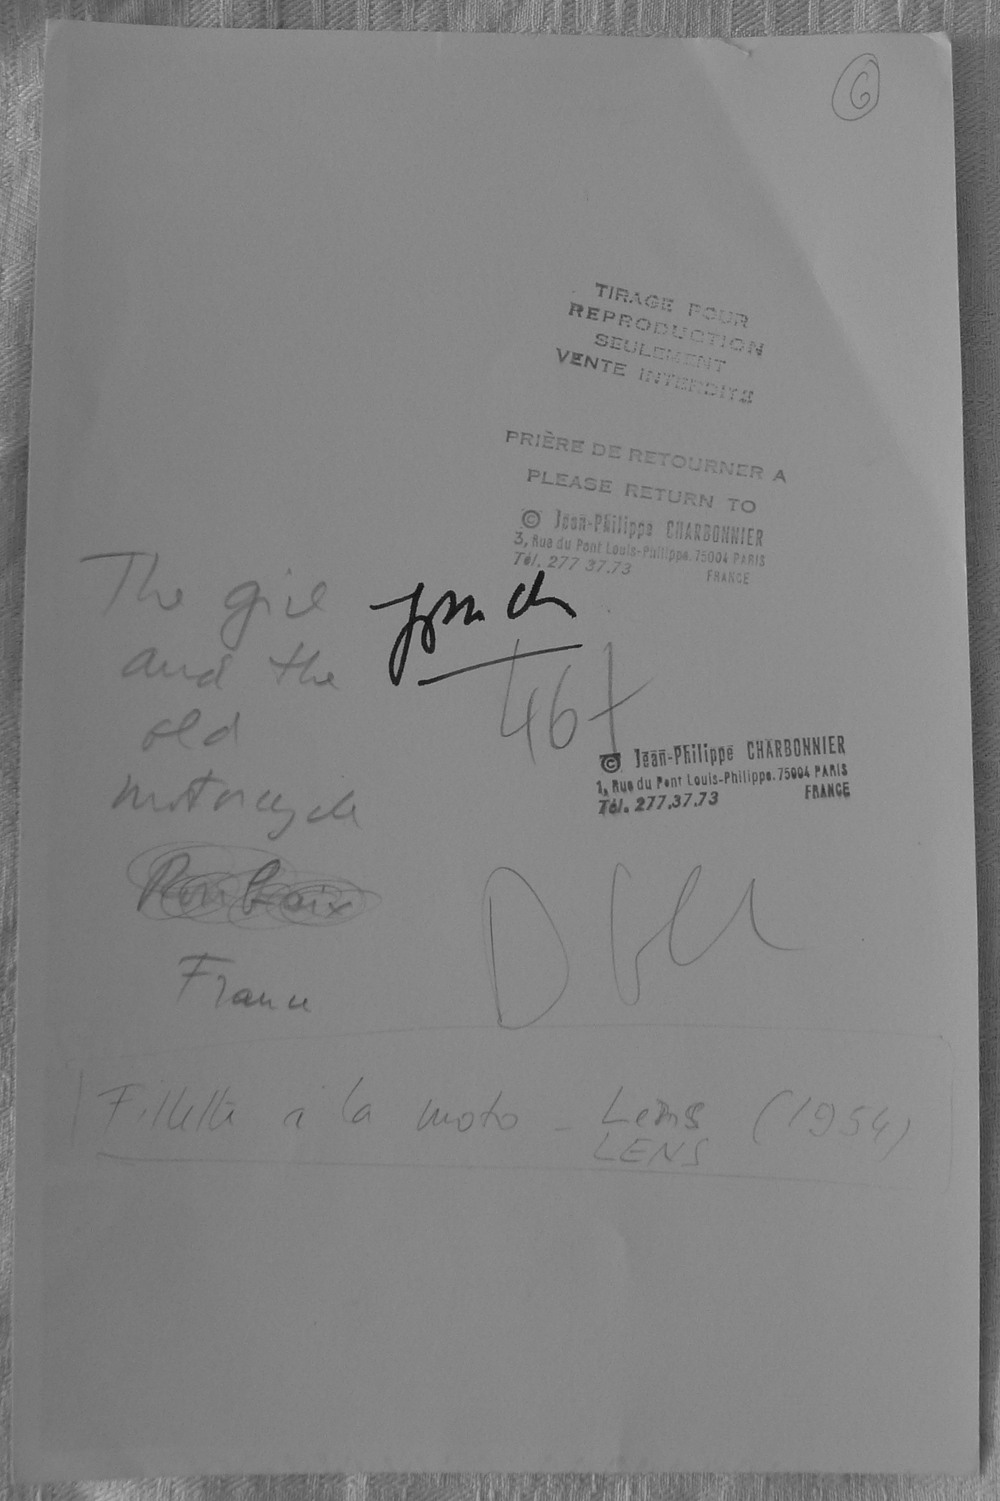 6
TIRAGE POUR
REPRODUCTION
SEULEMENT
VENTE INTERDITE
PRIÈRE DE RETOURNER A
PLEASE RETURN TO
© Jean-Philippe CHARBONNIER
3, Rue du Pont Louis-Philippe. 75004 PARIS
Tél. 277 37.73 FRANCE
The girl
and the
old
motorcycle
Roubaix
France
467
© Jean-Philippe CHARBONNIER
1, Rue du Pont Louis-Philippe. 75004 PARIS
Tél. 277.37.73 FRANCE
Fillette à la moto - Lens (1954)
LENS